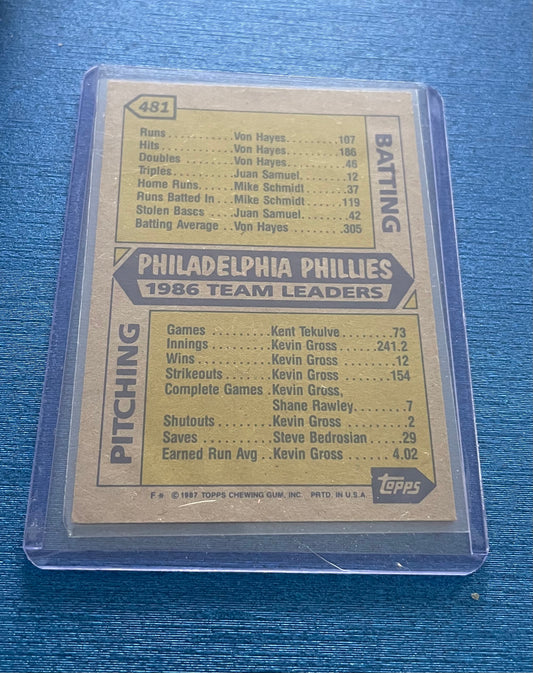 481
BATTING
Runs ........... Von Hayes ......... 107
Hits ............ Von Hayes ......... 186
Doubles ....... Von Hayes ......... 46
Triples ......... Juan Samuel ....... 12
Home Runs ..... Mike Schmidt ...... 37
Runs Batted In ... Mike Schmidt ..... 119
Stolen Bases ..... Juan Samuel ....... 42
Batting Average .. Von Hayes ........ .305
PHILADELPHIA PHILLIES
1986 TEAM LEADERS
PITCHING
Games ......... Kent Tekulve ....... 73
Innings ......... Kevin Gross ...... 241.2
Wins ........... Kevin Gross ........ 12
Strikeouts ...... Kevin Gross ....... 154
Complete Games . Kevin Gross,
Shane Rawley ........ 7
Shutouts ........ Kevin Gross ........ 2
Saves .......... Steve Bedrosian ..... 29
Earned Run Avg .. Kevin Gross ...... 4.02
F* © 1987 TOPPS CHEWING GUM, INC. PRTD. IN U.S.A.
topps